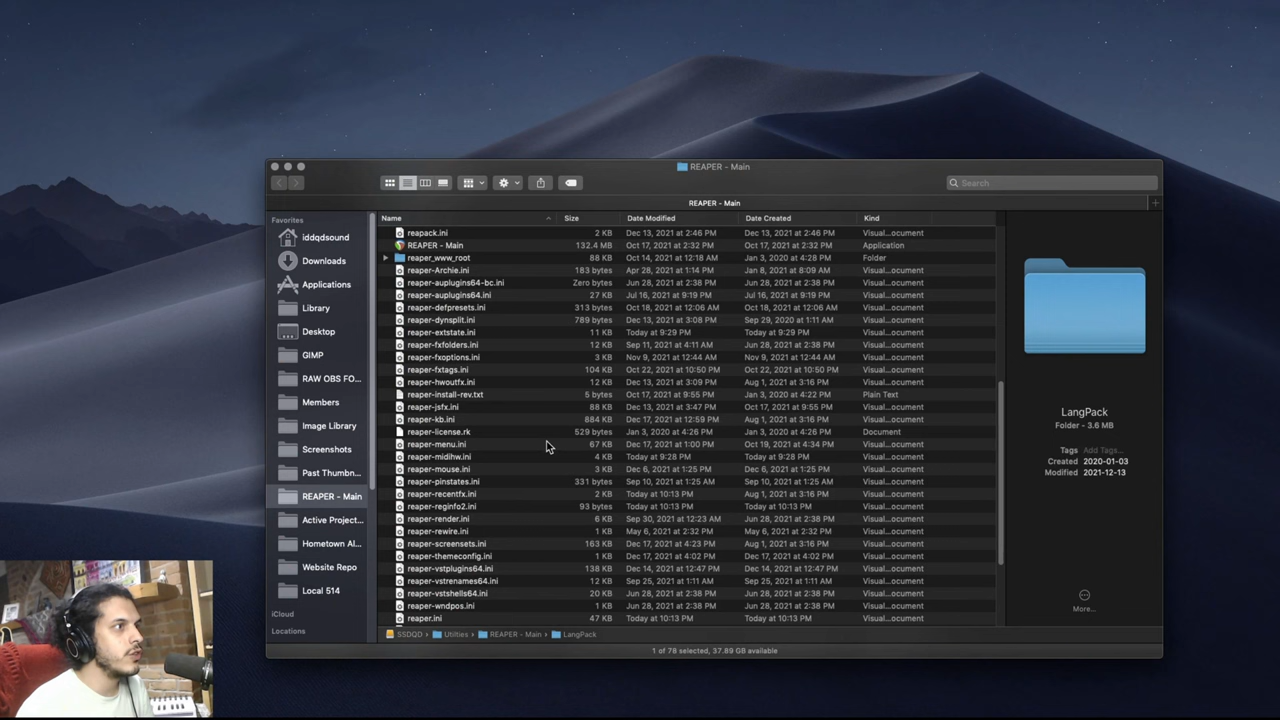 REAPER - Main
Search
REAPER - Main
Favorites
iddqdsound
Downloads
Applications
Library
Desktop
GIMP
RAW OBS FO...
Members
Image Library
Screenshots
Past Thumbn...
REAPER - Main
Active Project...
Hometown Al...
Website Repo
Local 514
iCloud
Locations
Name Size Date Modified Date Created Kind
reapack.ini 2 KB Dec 13, 2021 at 2:46 PM Dec 13, 2021 at 2:46 PM Visual...ocument
REAPER - Main 132.4 MB Oct 17, 2021 at 2:32 PM Oct 17, 2021 at 2:32 PM Application
reaper_www_root 88 KB Oct 14, 2021 at 12:18 AM Jan 3, 2020 at 4:28 PM Folder
reaper-Archie.ini 183 bytes Apr 28, 2021 at 1:14 PM Jan 8, 2021 at 8:09 AM Visual...ocument
reaper-auplugins64-bc.ini Zero bytes Jun 28, 2021 at 2:38 PM Jun 28, 2021 at 2:38 PM Visual...ocument
reaper-auplugins64.ini 27 KB Jul 16, 2021 at 9:19 PM Jul 16, 2021 at 9:19 PM Visual...ocument
reaper-defpresets.ini 313 bytes Oct 18, 2021 at 12:06 AM Oct 18, 2021 at 12:06 AM Visual...ocument
reaper-dynsplit.ini 789 bytes Dec 13, 2021 at 3:08 PM Sep 29, 2020 at 1:11 AM Visual...ocument
reaper-extstate.ini 11 KB Today at 9:29 PM Today at 9:29 PM Visual...ocument
reaper-fxfolders.ini 12 KB Sep 11, 2021 at 4:11 AM Jun 28, 2021 at 2:38 PM Visual...ocument
reaper-fxoptions.ini 3 KB Nov 9, 2021 at 12:44 AM Nov 9, 2021 at 12:44 AM Visual...ocument
reaper-fxtags.ini 104 KB Oct 22, 2021 at 10:50 PM Oct 22, 2021 at 10:50 PM Visual...ocument
reaper-hwoutfx.ini 12 KB Dec 13, 2021 at 3:09 PM Aug 1, 2021 at 3:16 PM Visual...ocument
reaper-install-rev.txt 5 bytes Oct 17, 2021 at 9:55 PM Jan 3, 2020 at 4:22 PM Plain Text
reaper-jsfx.ini 88 KB Dec 13, 2021 at 3:47 PM Oct 17, 2021 at 9:55 PM Visual...ocument
reaper-kb.ini 884 KB Dec 17, 2021 at 12:59 PM Aug 1, 2021 at 3:16 PM Visual...ocument
reaper-license.rk 529 bytes Jan 3, 2020 at 4:26 PM Jan 3, 2020 at 4:26 PM Document
reaper-menu.ini 67 KB Dec 17, 2021 at 1:00 PM Oct 19, 2021 at 4:34 PM Visual...ocument
reaper-midihw.ini 4 KB Today at 9:28 PM Today at 9:28 PM Visual...ocument
reaper-mouse.ini 3 KB Dec 6, 2021 at 1:25 PM Dec 6, 2021 at 1:25 PM Visual...ocument
reaper-pinstates.ini 331 bytes Sep 10, 2021 at 1:25 AM Sep 10, 2021 at 1:25 AM Visual...ocument
reaper-recentfx.ini 2 KB Today at 10:13 PM Aug 1, 2021 at 3:16 PM Visual...ocument
reaper-reginfo2.ini 93 bytes Today at 10:13 PM Today at 10:13 PM Visual...ocument
reaper-render.ini 6 KB Sep 30, 2021 at 12:23 AM Jun 28, 2021 at 2:38 PM Visual...ocument
reaper-rewire.ini 1 KB May 6, 2021 at 2:32 PM May 6, 2021 at 2:32 PM Visual...ocument
reaper-screensets.ini 163 KB Dec 17, 2021 at 4:23 PM Aug 1, 2021 at 3:16 PM Visual...ocument
reaper-themeconfig.ini 1 KB Dec 17, 2021 at 4:02 PM Dec 17, 2021 at 4:02 PM Visual...ocument
reaper-vstplugins64.ini 138 KB Dec 14, 2021 at 12:47 PM Dec 14, 2021 at 12:47 PM Visual...ocument
reaper-vstrenames64.ini 12 KB Sep 25, 2021 at 1:11 AM Sep 25, 2021 at 1:11 AM Visual...ocument
reaper-vstshells64.ini 20 KB Jun 28, 2021 at 2:38 PM Jun 28, 2021 at 2:38 PM Visual...ocument
reaper-wndpos.ini 1 KB Jun 28, 2021 at 2:38 PM Jun 28, 2021 at 2:38 PM Visual...ocument
reaper.ini 47 KB Today at 10:13 PM Today at 10:13 PM Visual...ocument
LangPack
Folder - 3.6 MB
Tags Add Tags...
Created 2020-01-03
Modified 2021-12-13
More...
SSDQD › Utilties › REAPER - Main › LangPack
1 of 78 selected, 37.89 GB available